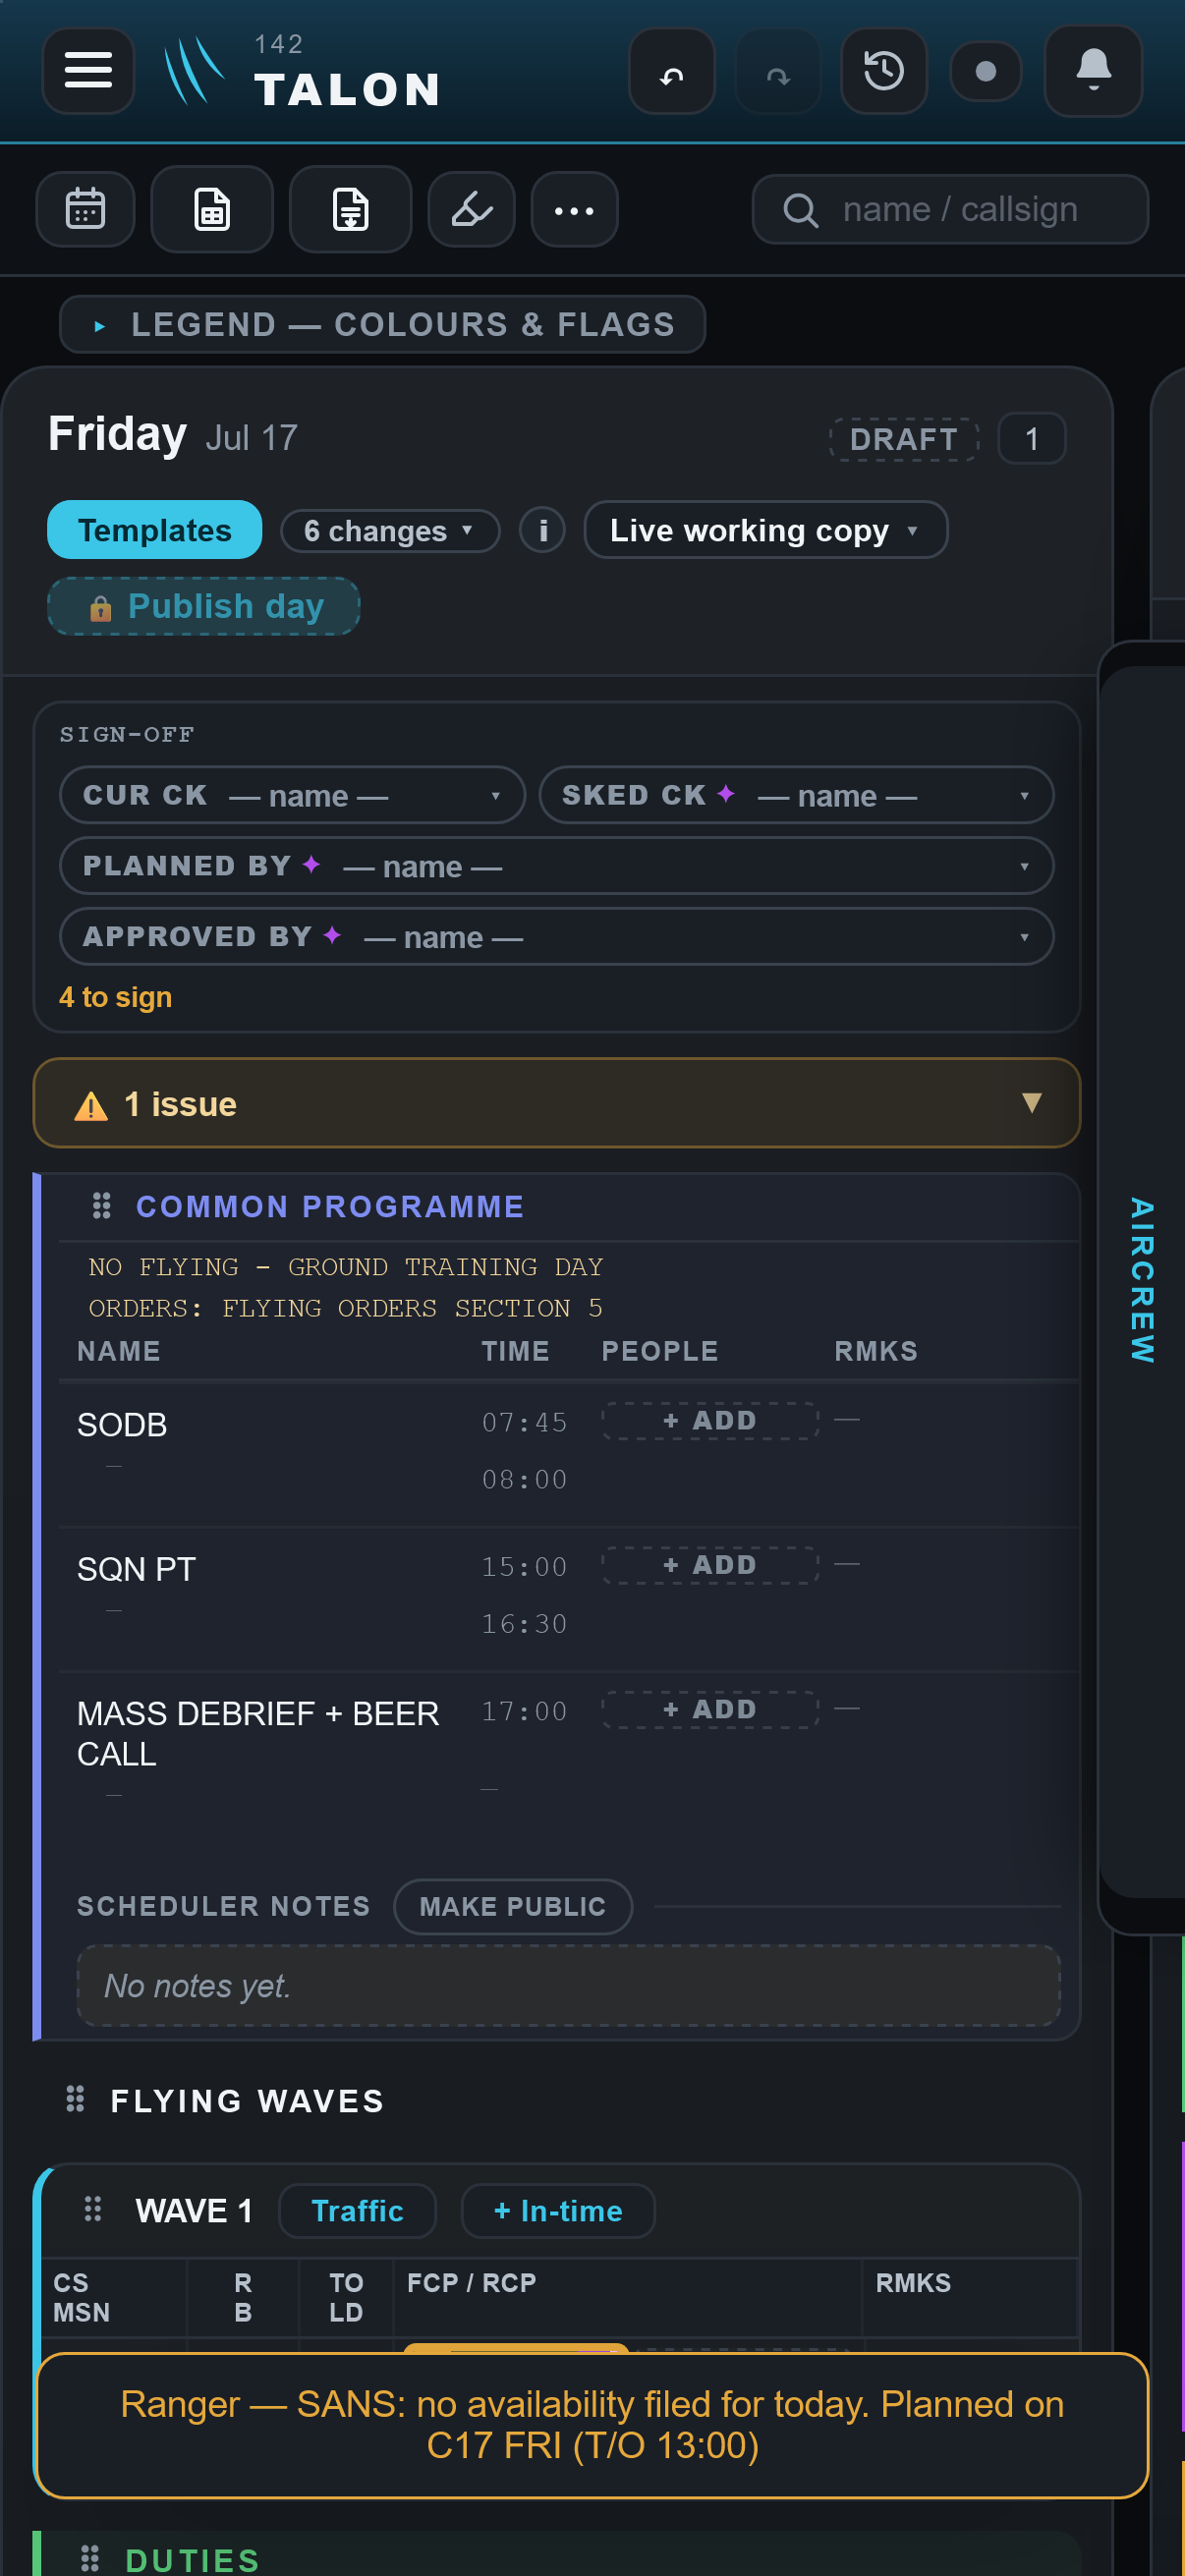 142
TALON
name / callsign
LEGEND — COLOURS & FLAGS
Friday Jul 17
DRAFT 1
Templates 6 changes i Live working copy
Publish day
SIGN-OFF
CUR CK — name — SKED CK — name —
PLANNED BY — name —
APPROVED BY — name —
4 to sign
1 issue
COMMON PROGRAMME
NO FLYING - GROUND TRAINING DAY
ORDERS: FLYING ORDERS SECTION 5
NAME TIME PEOPLE RMKS
SODB 07:45 + ADD —
— 08:00
SQN PT 15:00 + ADD —
— 16:30
MASS DEBRIEF + BEER 17:00 + ADD —
CALL
— —
SCHEDULER NOTES MAKE PUBLIC
No notes yet.
AIRCREW
FLYING WAVES
WAVE 1 Traffic + In-time
CS R TO FCP / RCP RMKS
MSN B LD
Ranger — SANS: no availability filed for today. Planned on
C17 FRI (T/O 13:00)
DUTIES